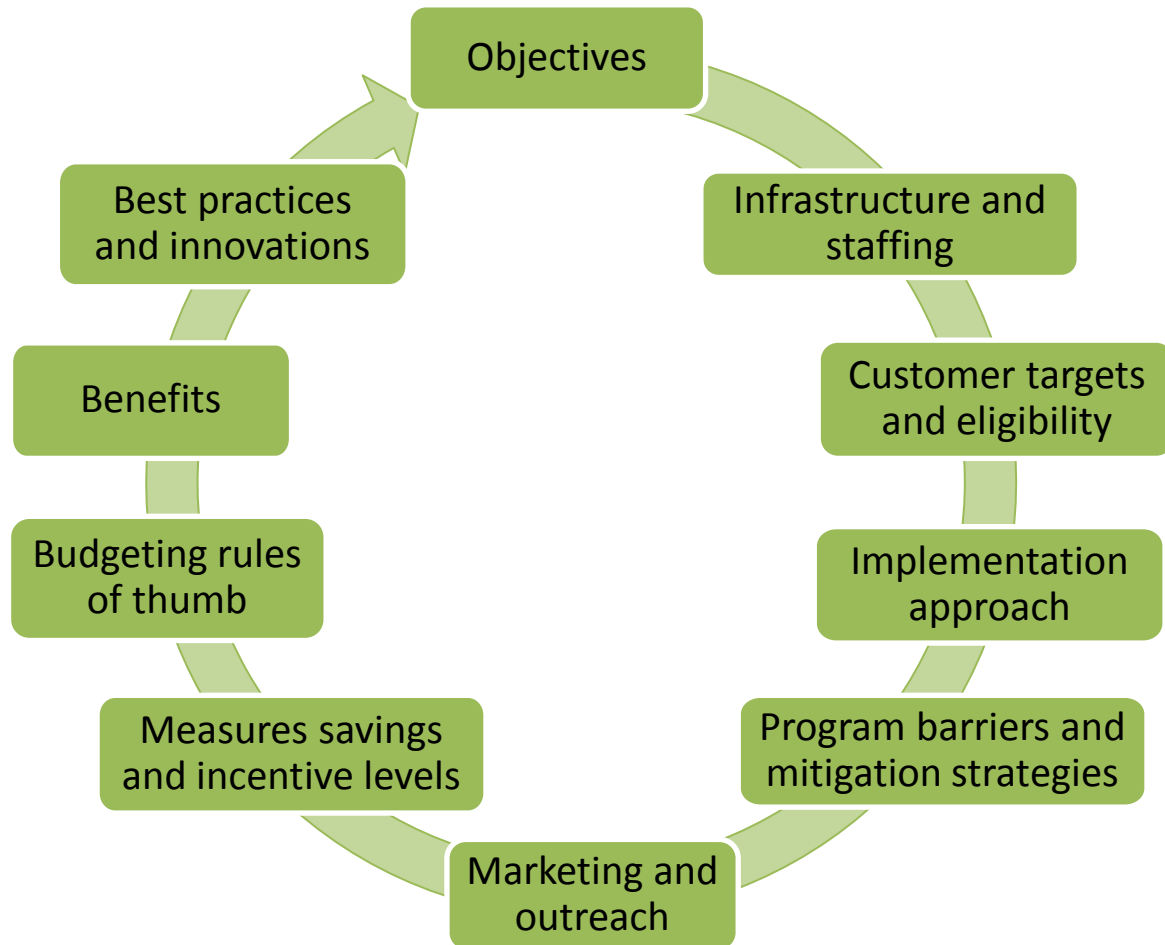 Objectives
Infrastructure and
staffing
Customer targets
and eligibility
Implementation
approach
Program barriers and
mitigation strategies
Marketing and
outreach
Measures savings
and incentive levels
Budgeting rules
of thumb
Benefits
Best practices
and innovations